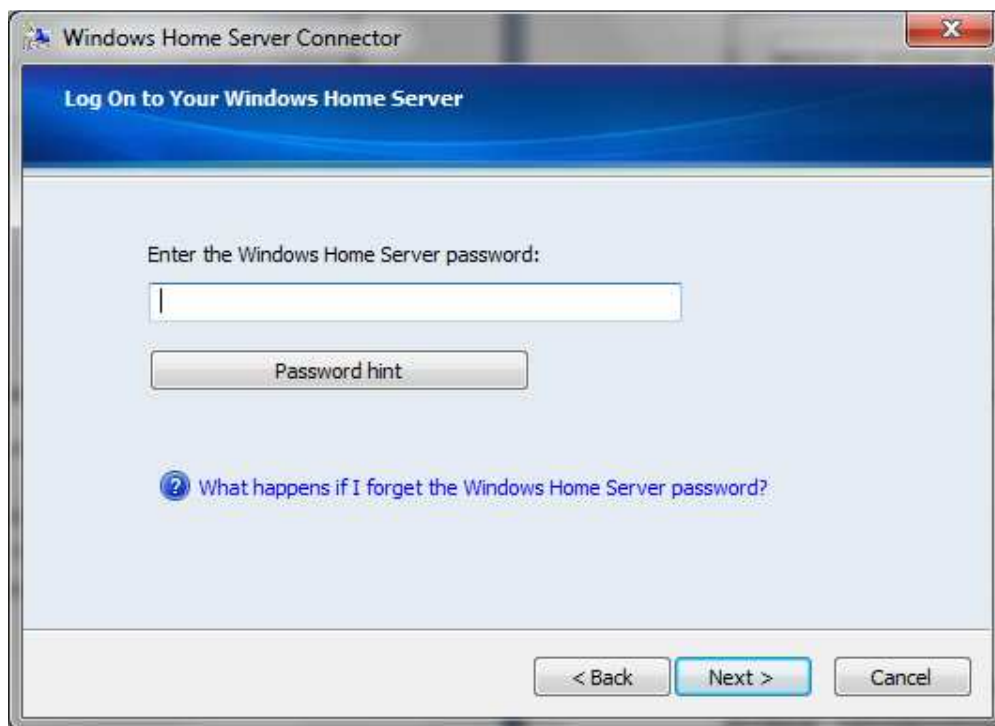 Windows Home Server Connector
Log On to Your Windows Home Server
Enter the Windows Home Server password:
Password hint
What happens if I forget the Windows Home Server password?
< Back Next > Cancel